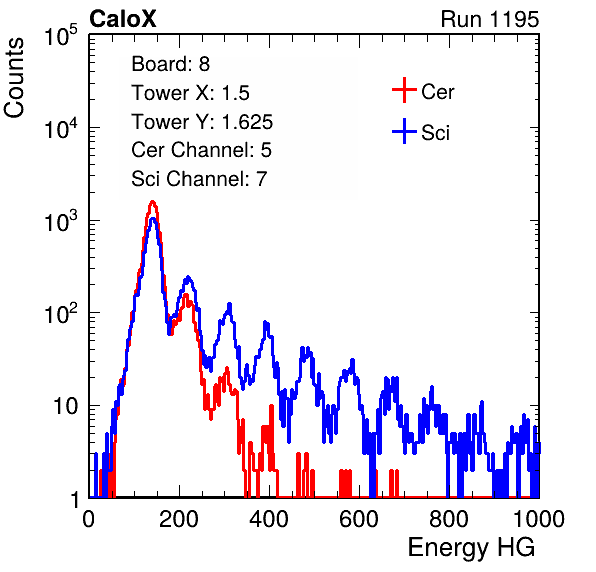 CaloX Run 1195
Counts
10^5
10^4
10^3
10^2
10
1
Board: 8
Tower X: 1.5
Tower Y: 1.625
Cer Channel: 5
Sci Channel: 7
Cer
Sci
0 200 400 600 800 1000
Energy HG